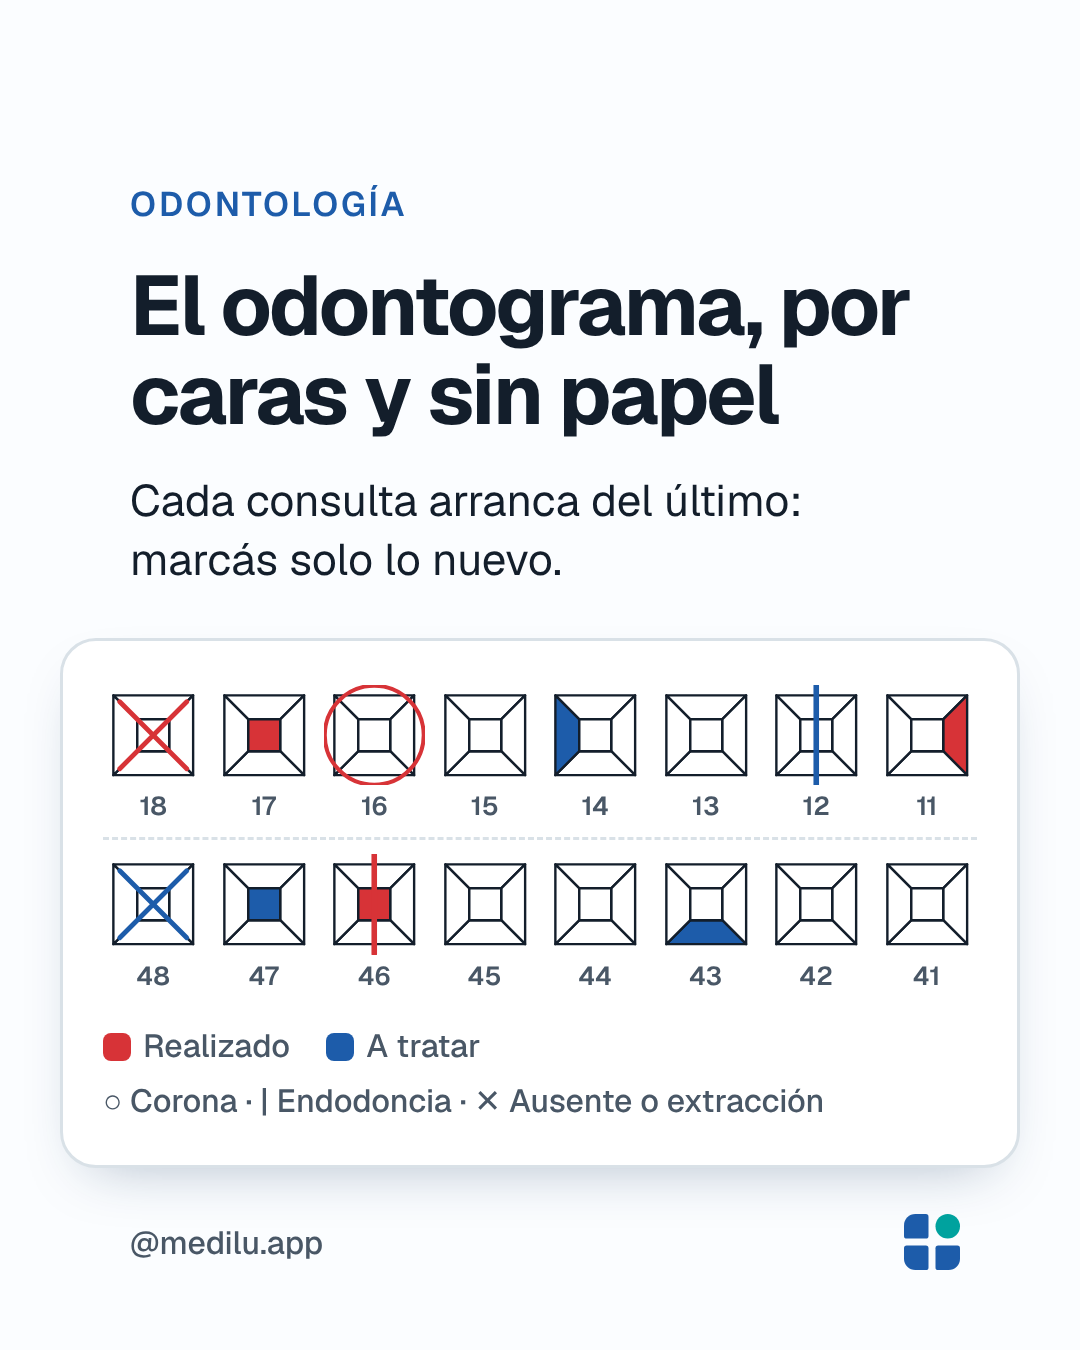 ODONTOLOGÍA
El odontograma, por
caras y sin papel
Cada consulta arranca del último:
marcás solo lo nuevo.
18 17 16 15 14 13 12 11
48 47 46 45 44 43 42 41
Realizado A tratar
○ Corona · | Endodoncia · ✕ Ausente o extracción
@medilu.app